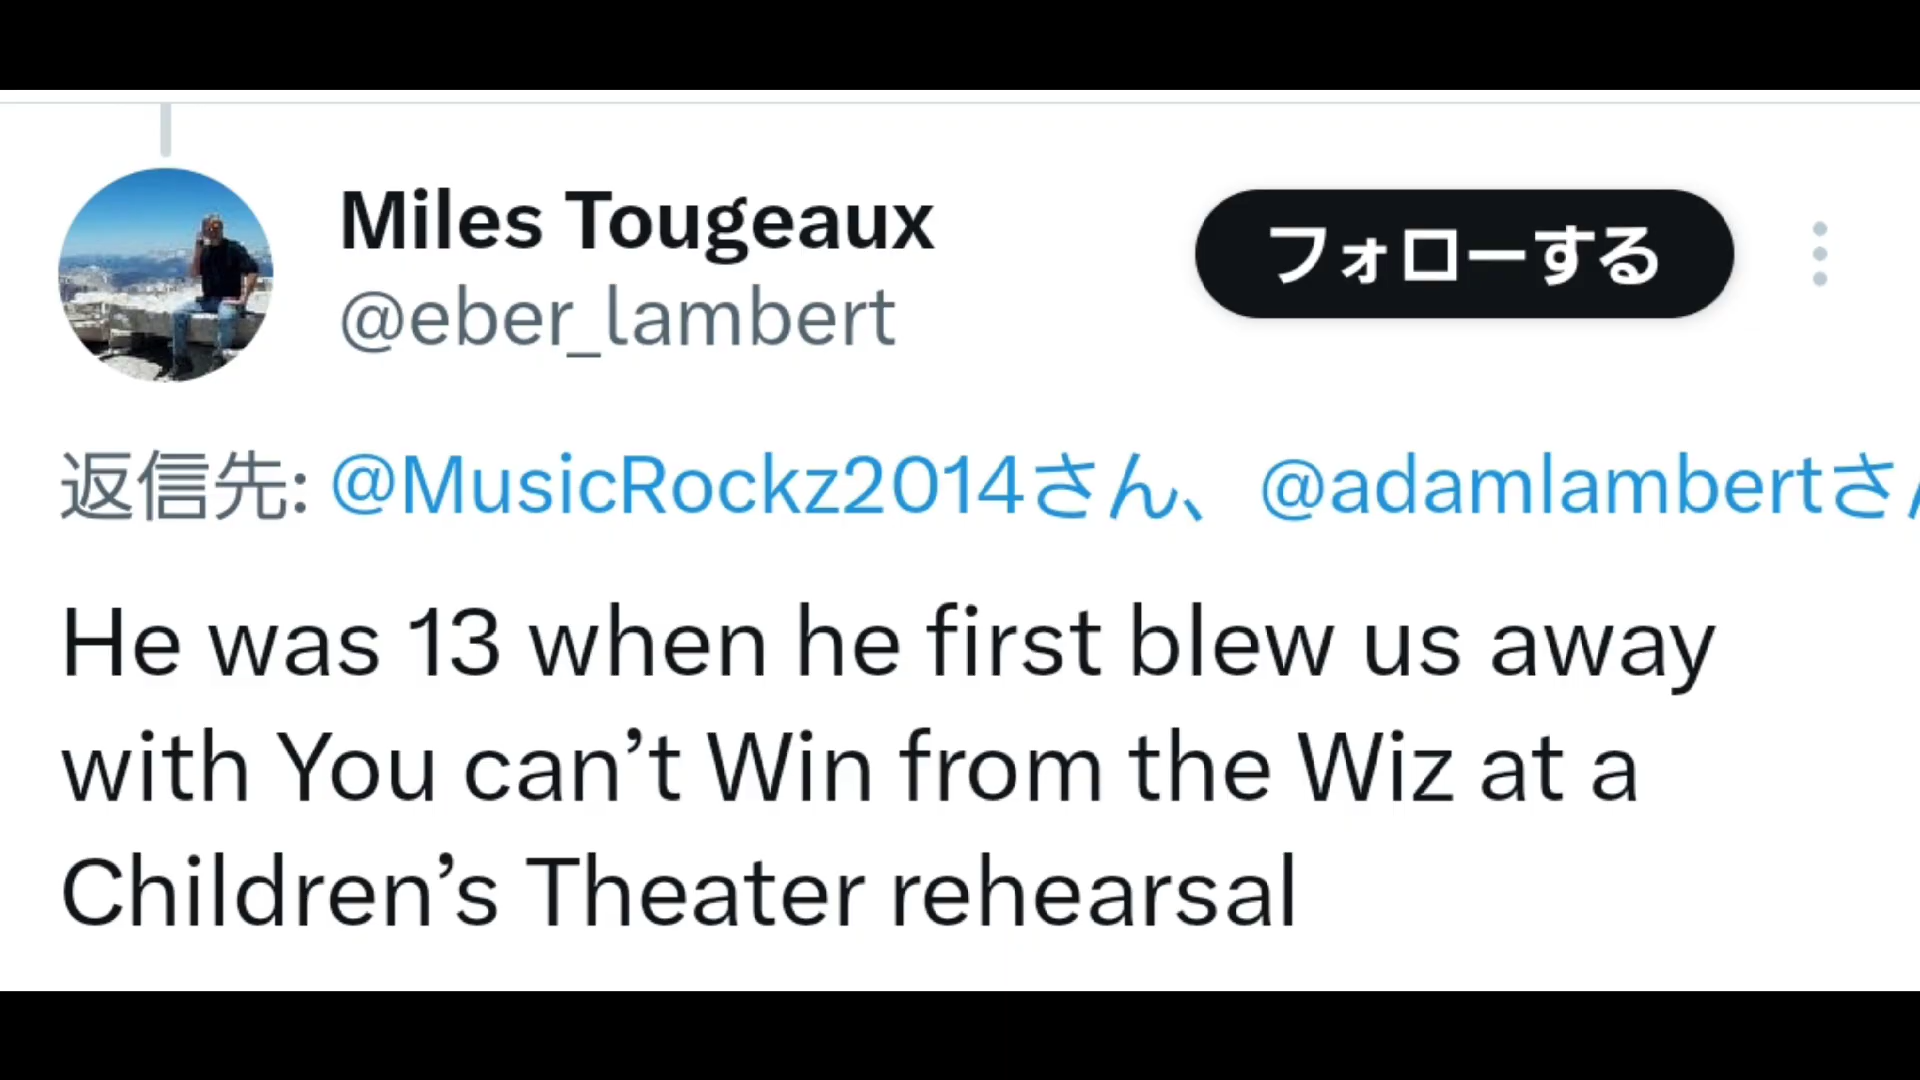 Miles Tougeaux
@eber_lambert
フォローする
返信先: @MusicRockz2014さん、 @adamlambertさ
He was 13 when he first blew us away
with You can’t Win from the Wiz at a
Children’s Theater rehearsal